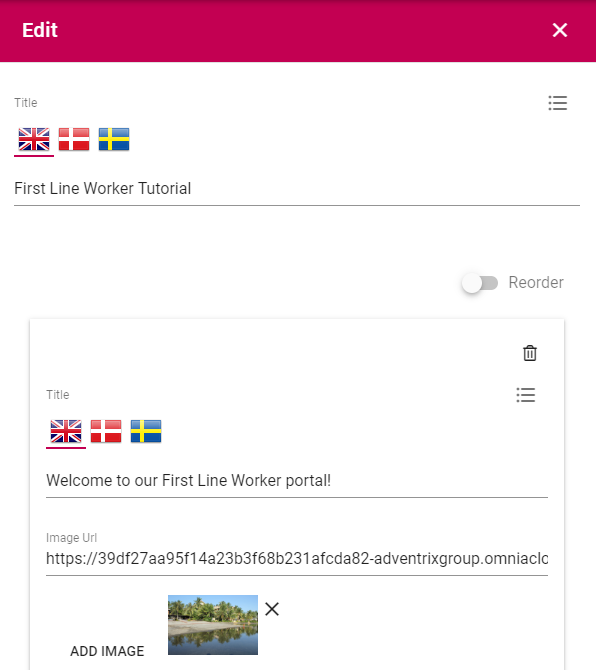 Edit
Title
First Line Worker Tutorial
Reorder
Title
Welcome to our First Line Worker portal!
Image Url
https://39df27aa95f14a23b3f68b231afcda82-adventrixgroup.omniaclo
ADD IMAGE